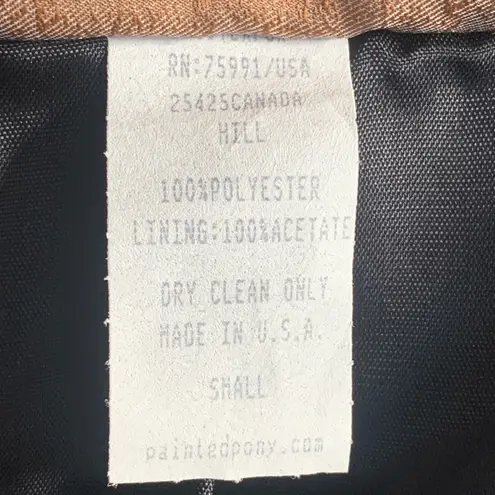 RN:75991/USA
25425CANADA
HILL
100%POLYESTER
LINING:100%ACETATE
DRY CLEAN ONLY
MADE IN U.S.A.
SMALL
paintedpony.com